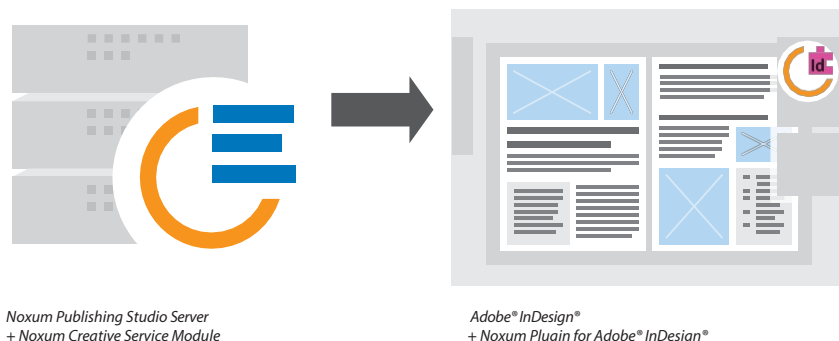 Id
Noxum Publishing Studio Server
+ Noxum Creative Service Module
Adobe® InDesign®
+ Noxum Plugin for Adobe® InDesign®